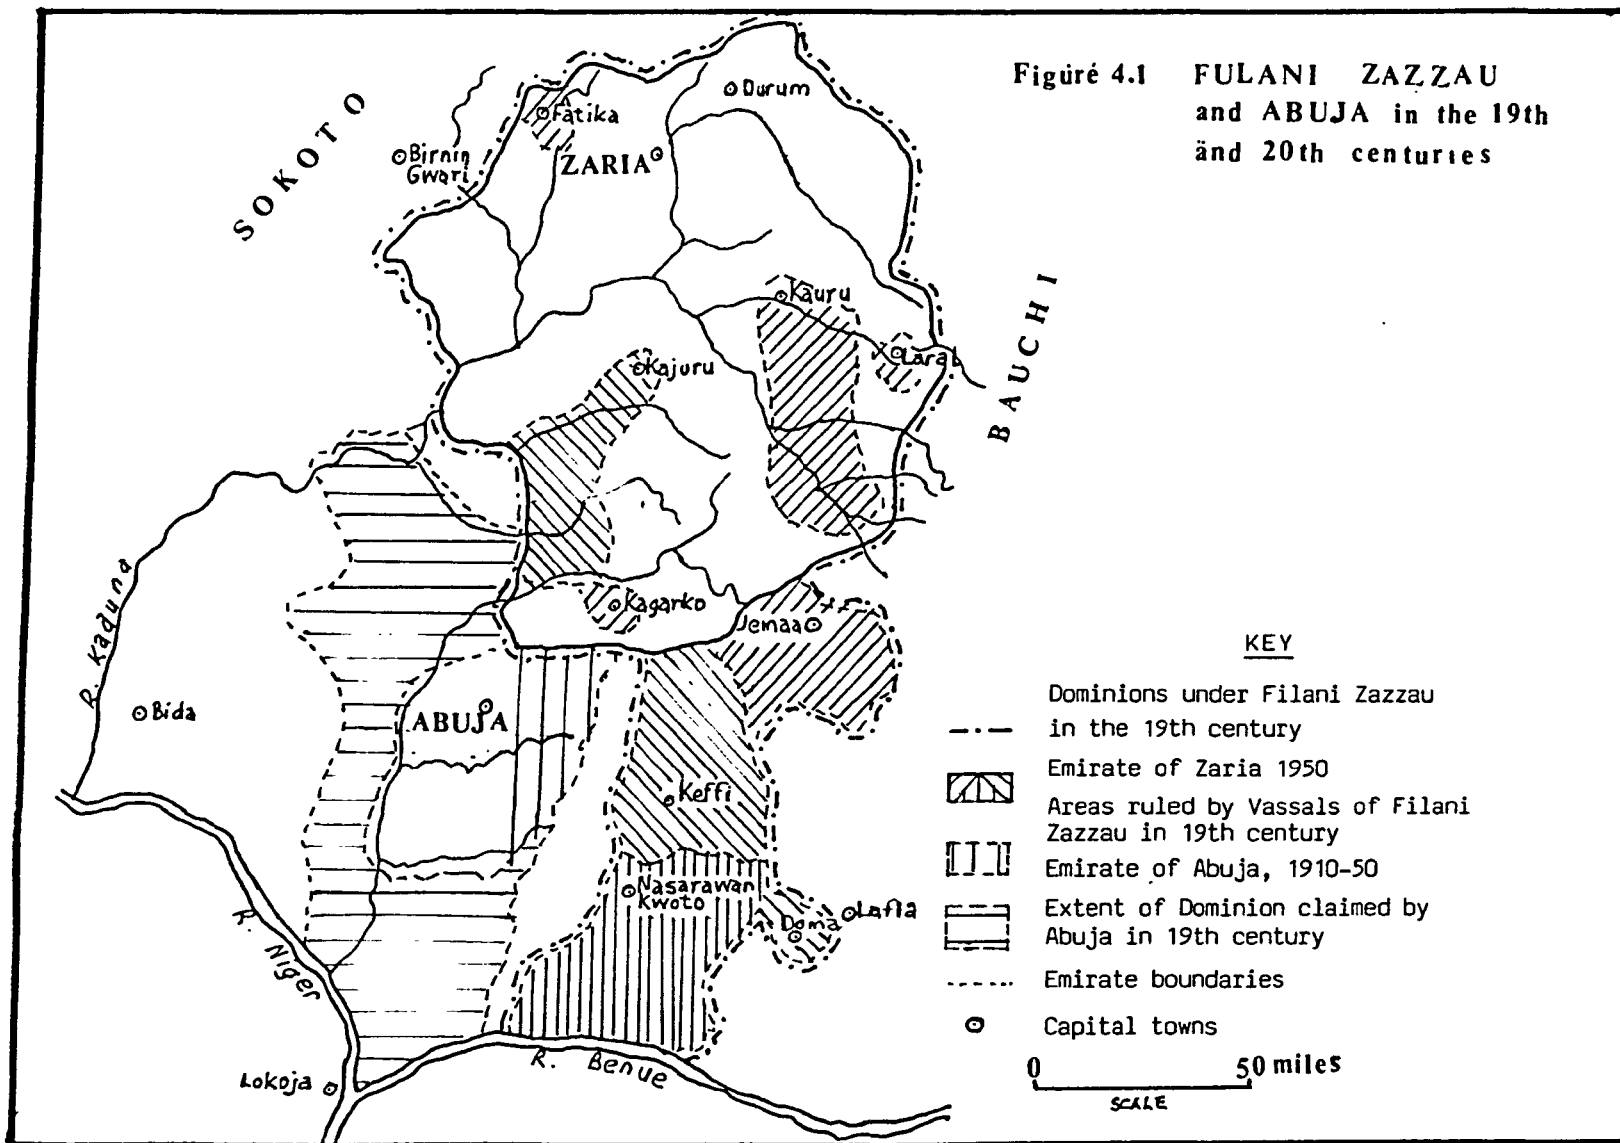 Figúré 4.1 FULANI ZAZZAU
and ABUJA in the 19th
änd 20th centuries
SOKOTO
BAUCHI
Durum
Fatika
Birnin
Gwari
ZARIA
Kauru
Laral
Kajuru
Kagarko
Jemaa
R. Kaduna
Bida
ABUJA
Keffi
Nasarawan
Kwoto
Doma
Lafia
R. Niger
Lokoja
R. Benue
KEY
Dominions under Filani Zazzau
in the 19th century
Emirate of Zaria 1950
Areas ruled by Vassals of Filani
Zazzau in 19th century
Emirate of Abuja, 1910-50
Extent of Dominion claimed by
Abuja in 19th century
Emirate boundaries
Capital towns
0 50 miles
SCALE